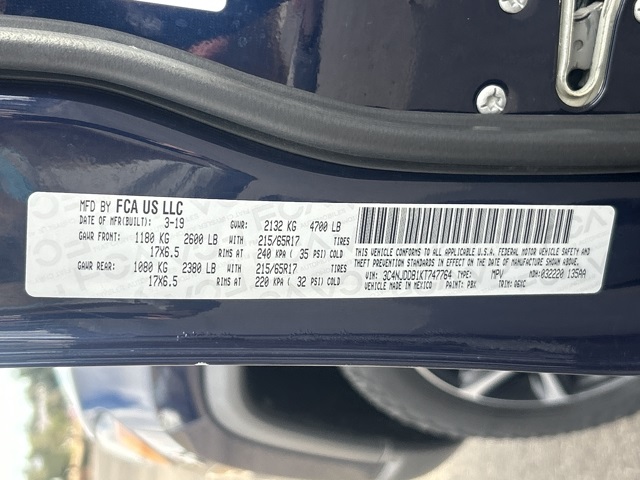 MFD BY FCA US LLC
DATE OF MFR(BUILT): 3-19 GVWR: 2132 KG 4700 LB
GAWR FRONT: 1180 KG 2600 LB WITH 215/65R17 TIRES
17X6.5 RIMS AT 240 KPA ( 35 PSI) COLD
GAWR REAR: 1080 KG 2380 LB WITH 215/65R17 TIRES
17X6.5 RIMS AT 220 KPA ( 32 PSI) COLD
THIS VEHICLE CONFORMS TO ALL APPLICABLE U.S.A. FEDERAL MOTOR VEHICLE SAFETY AND
THEFT PREVENTION STANDARDS IN EFFECT ON THE DATE OF MANUFACTURE SHOWN ABOVE.
VIN: 3C4NJDDB1KT747764 TYPE: MPV MDH: 032220 135AA
VEHICLE MADE IN MEXICO PAINT: PBX TRIM: A6XC